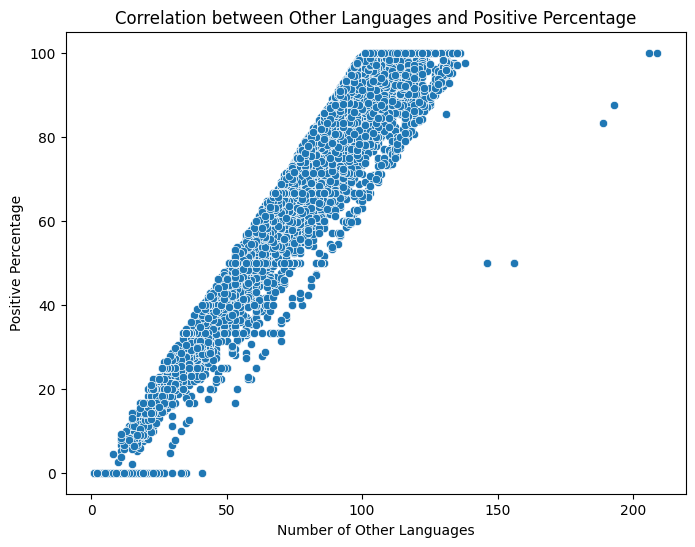 Correlation between Other Languages and Positive Percentage
100
80
60
40
20
0
Positive Percentage
0 50 100 150 200
Number of Other Languages